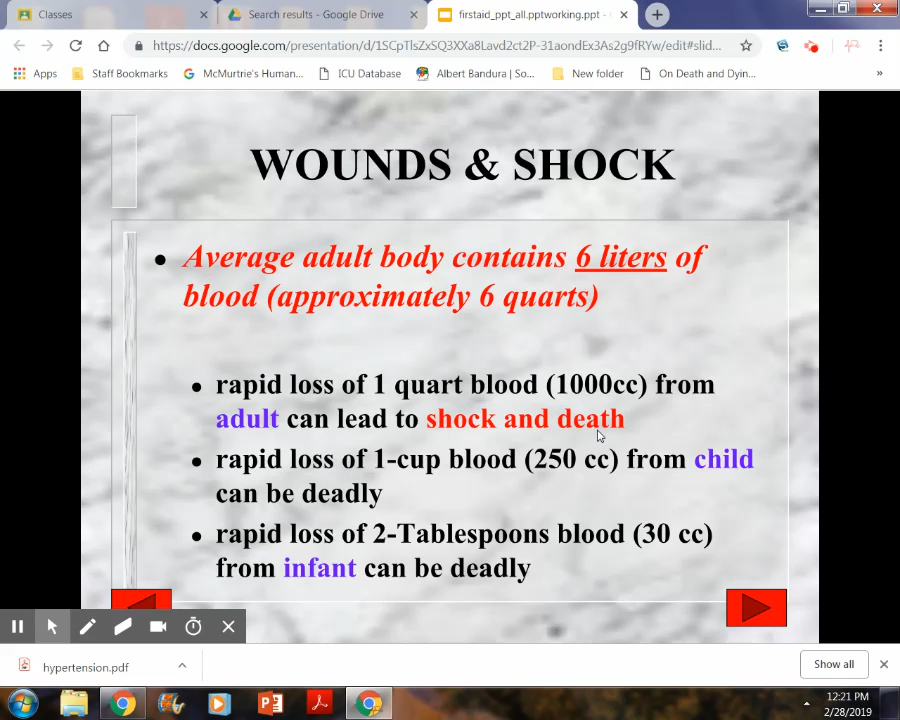 Classes
Search results - Google Drive
firstaid_ppt_all.pptworking.ppt -
https://docs.google.com/presentation/d/1SCpTlsZxSQ3XXa8Lavd2ct2P-31aondEx3As2g9fRYw/edit#slid...
Apps
Staff Bookmarks
McMurtrie's Human...
ICU Database
Albert Bandura | So...
New folder
On Death and Dyin...
»
WOUNDS & SHOCK
• Average adult body contains 6 liters of
blood (approximately 6 quarts)
• rapid loss of 1 quart blood (1000cc) from
adult can lead to shock and death
• rapid loss of 1-cup blood (250 cc) from child
can be deadly
• rapid loss of 2-Tablespoons blood (30 cc)
from infant can be deadly
hypertension.pdf
Show all
12:21 PM
2/28/2019